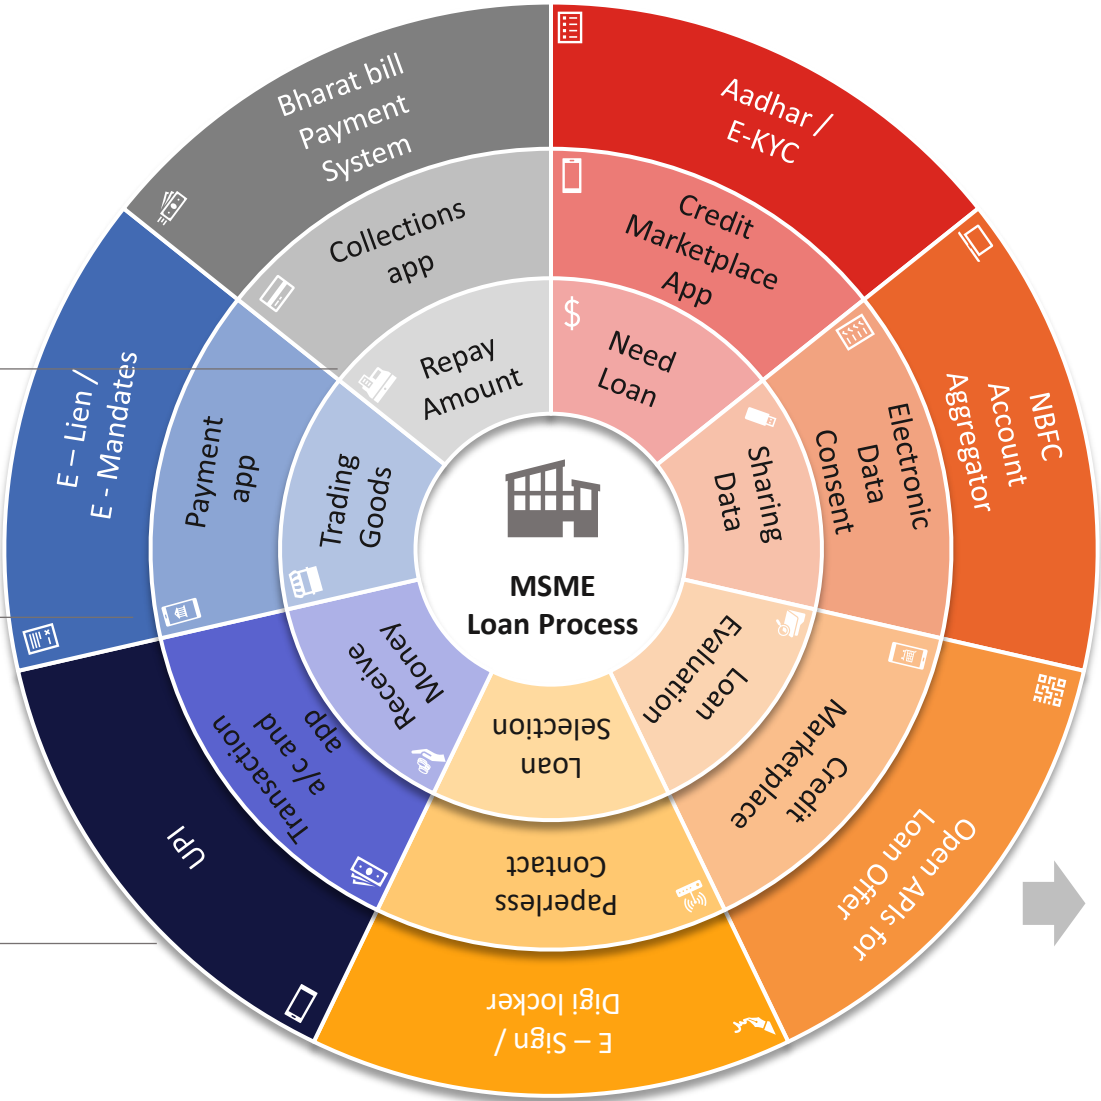 Bharat bill
Payment
System
Aadhar /
E-KYC
Collections
app
Credit
Marketplace
App
Repay
Amount
$
Need
Loan
E – Lien /
E - Mandates
Payment
app
Trading
Goods
MSME
Loan Process
Sharing
Data
Electronic
Data
Consent
NBFC
Account
Aggregator
Receive
Money
Loan
Selection
Loan
Evaluation
Transaction
a/c and
app
Paperless
Contact
Credit
Marketplace
UPI
E – Sign /
Digi locker
Open APIs for
Loan Offer